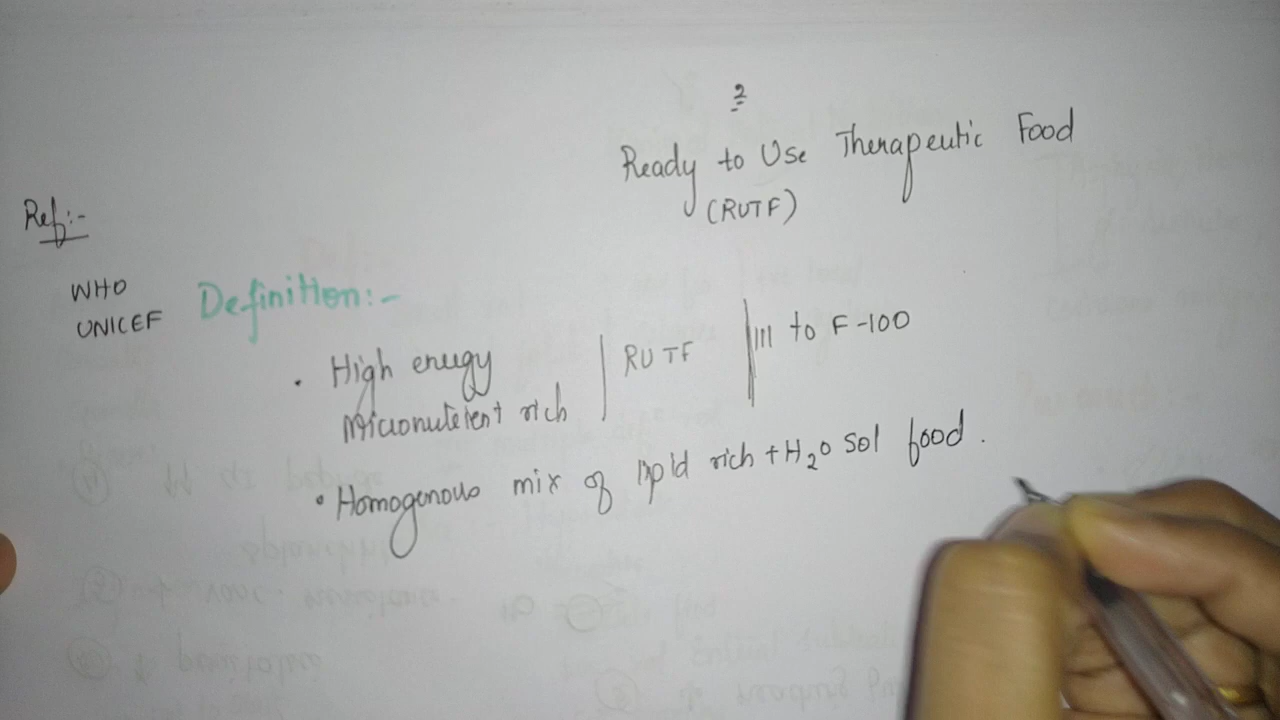 2
Ready to Use Therapeutic Food
(RUTF)
Ref:-
WHO
UNICEF
Definition:-
• High energy
Micronutrient rich
RUTF
||| to F-100
• Homogenous mix of lipid rich + H2O sol food.